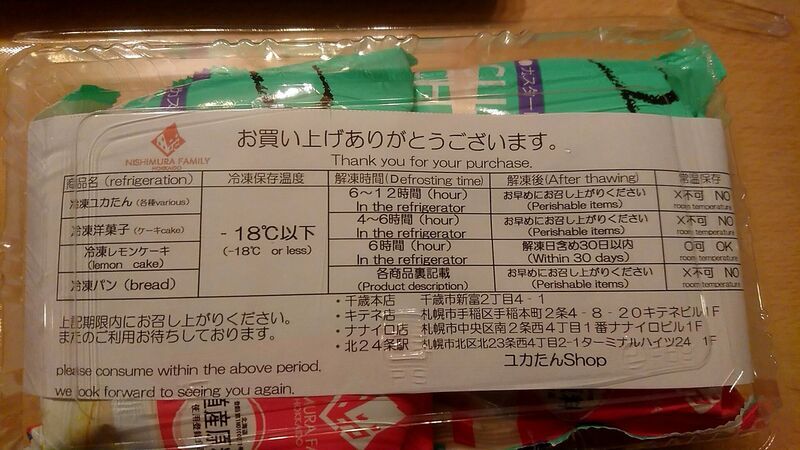 カスタード
お買い上げありがとうございます。
NISHIMURA FAMILY
HOKKAIDO
Thank you for your purchase.
商品名（refrigeration） 冷凍保存温度 解凍時間(Defrosting time) 解凍後(After thawing) 常温保存
冷凍ユカたん（各種various） 6～12時間（hour） お早めにお召し上がりください X不可 NO
In the refrigerator (Perishable items) room temperature
冷凍洋菓子（ケーキcake） －18℃以下 4～6時間（hour） お早めにお召し上がりください X不可 NO
(-18℃ or less) In the refrigerator (Perishable items) room temperature
冷凍レモンケーキ 6時間（hour） 解凍日含め30日以内 O可 OK
(lemon cake) In the refrigerator (Within 30 days) room temperature
冷凍パン（bread） 各商品裏記載 お早めにお召し上がりください X不可 NO
(Product description) (Perishable items) room temperature
上記期限内にお召し上がりください。
またのご利用お待ちしております。
please consume within the above period.
we look forward to seeing you again.
・千歳本店 千歳市新富2丁目4-1
・キテネ店 札幌市手稲区手稲本町2条4-8-20キテネビル1F
・ナナイロ店 札幌市中央区南2条西4丁目1番ナナイロビル1F
・北24条駅 札幌市北区北23条西4丁目2-1ターミナルハイツ24 1F
ユカたんShop